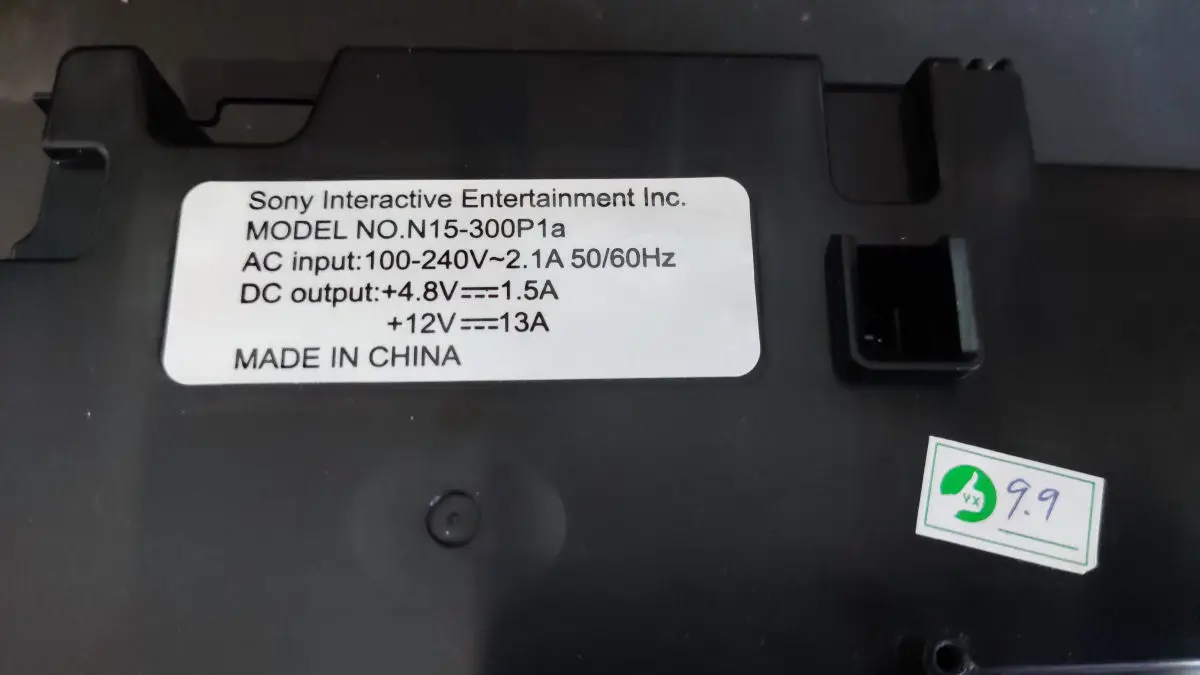 Sony Interactive Entertainment Inc.
MODEL NO.N15-300P1a
AC input:100-240V~2.1A 50/60Hz
DC output:+4.8V⎓1.5A
+12V⎓13A
MADE IN CHINA
YX 9.9